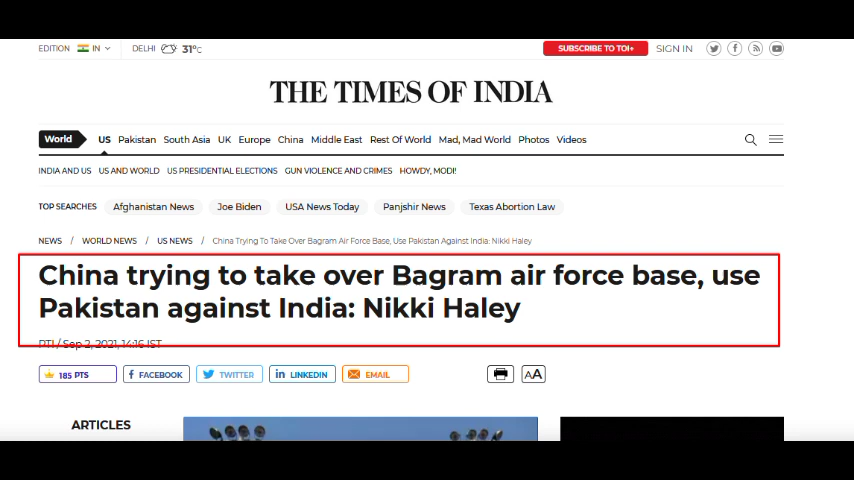 EDITION IN DELHI 31°C SUBSCRIBE TO TOI+ SIGN IN
THE TIMES OF INDIA
World US Pakistan South Asia UK Europe China Middle East Rest Of World Mad, Mad World Photos Videos
INDIA AND US US AND WORLD US PRESIDENTIAL ELECTIONS GUN VIOLENCE AND CRIMES HOWDY, MODI!
TOP SEARCHES Afghanistan News Joe Biden USA News Today Panjshir News Texas Abortion Law
NEWS / WORLD NEWS / US NEWS / China Trying To Take Over Bagram Air Force Base, Use Pakistan Against India: Nikki Haley
China trying to take over Bagram air force base, use
Pakistan against India: Nikki Haley
PTI / Sep 2, 2021, 14:16 IST
185 PTS FACEBOOK TWITTER LINKEDIN EMAIL AA
ARTICLES